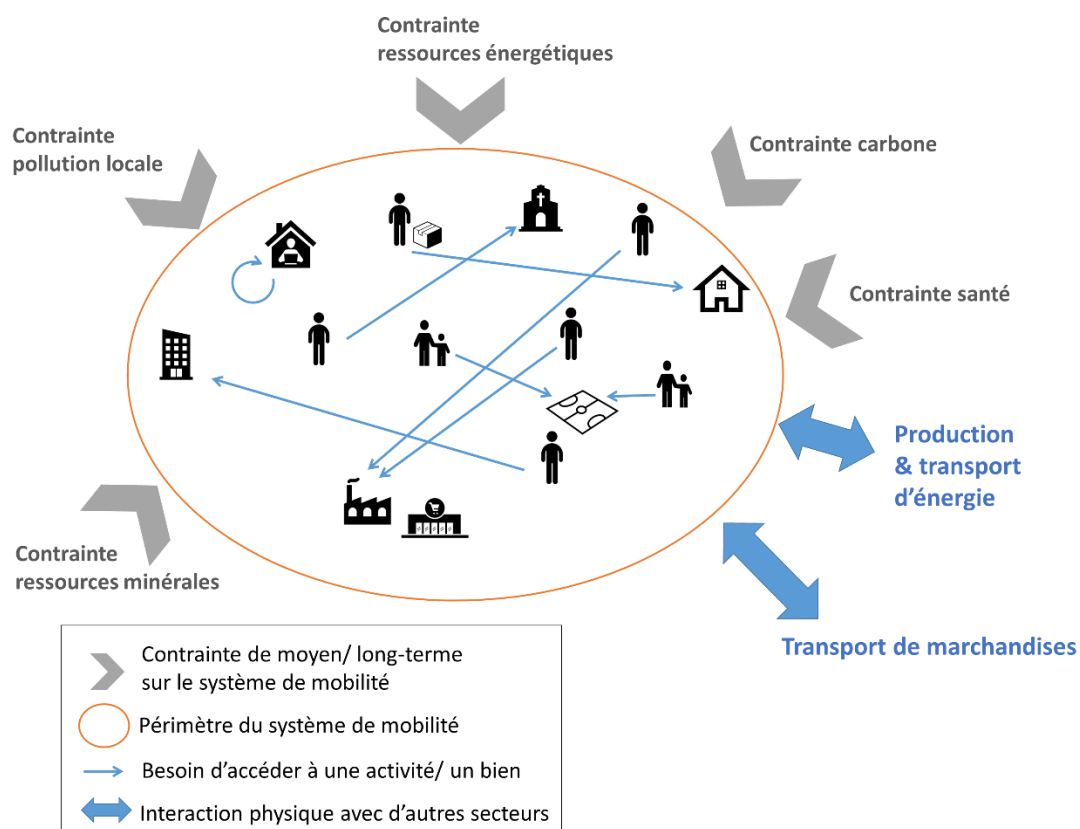 Contrainte
ressources énergétiques
Contrainte
pollution locale
Contrainte carbone
Contrainte santé
Production
& transport
d’énergie
Contrainte
ressources minérales
Transport de marchandises
Contrainte de moyen/ long-terme
sur le système de mobilité
Périmètre du système de mobilité
Besoin d’accéder à une activité/ un bien
Interaction physique avec d’autres secteurs